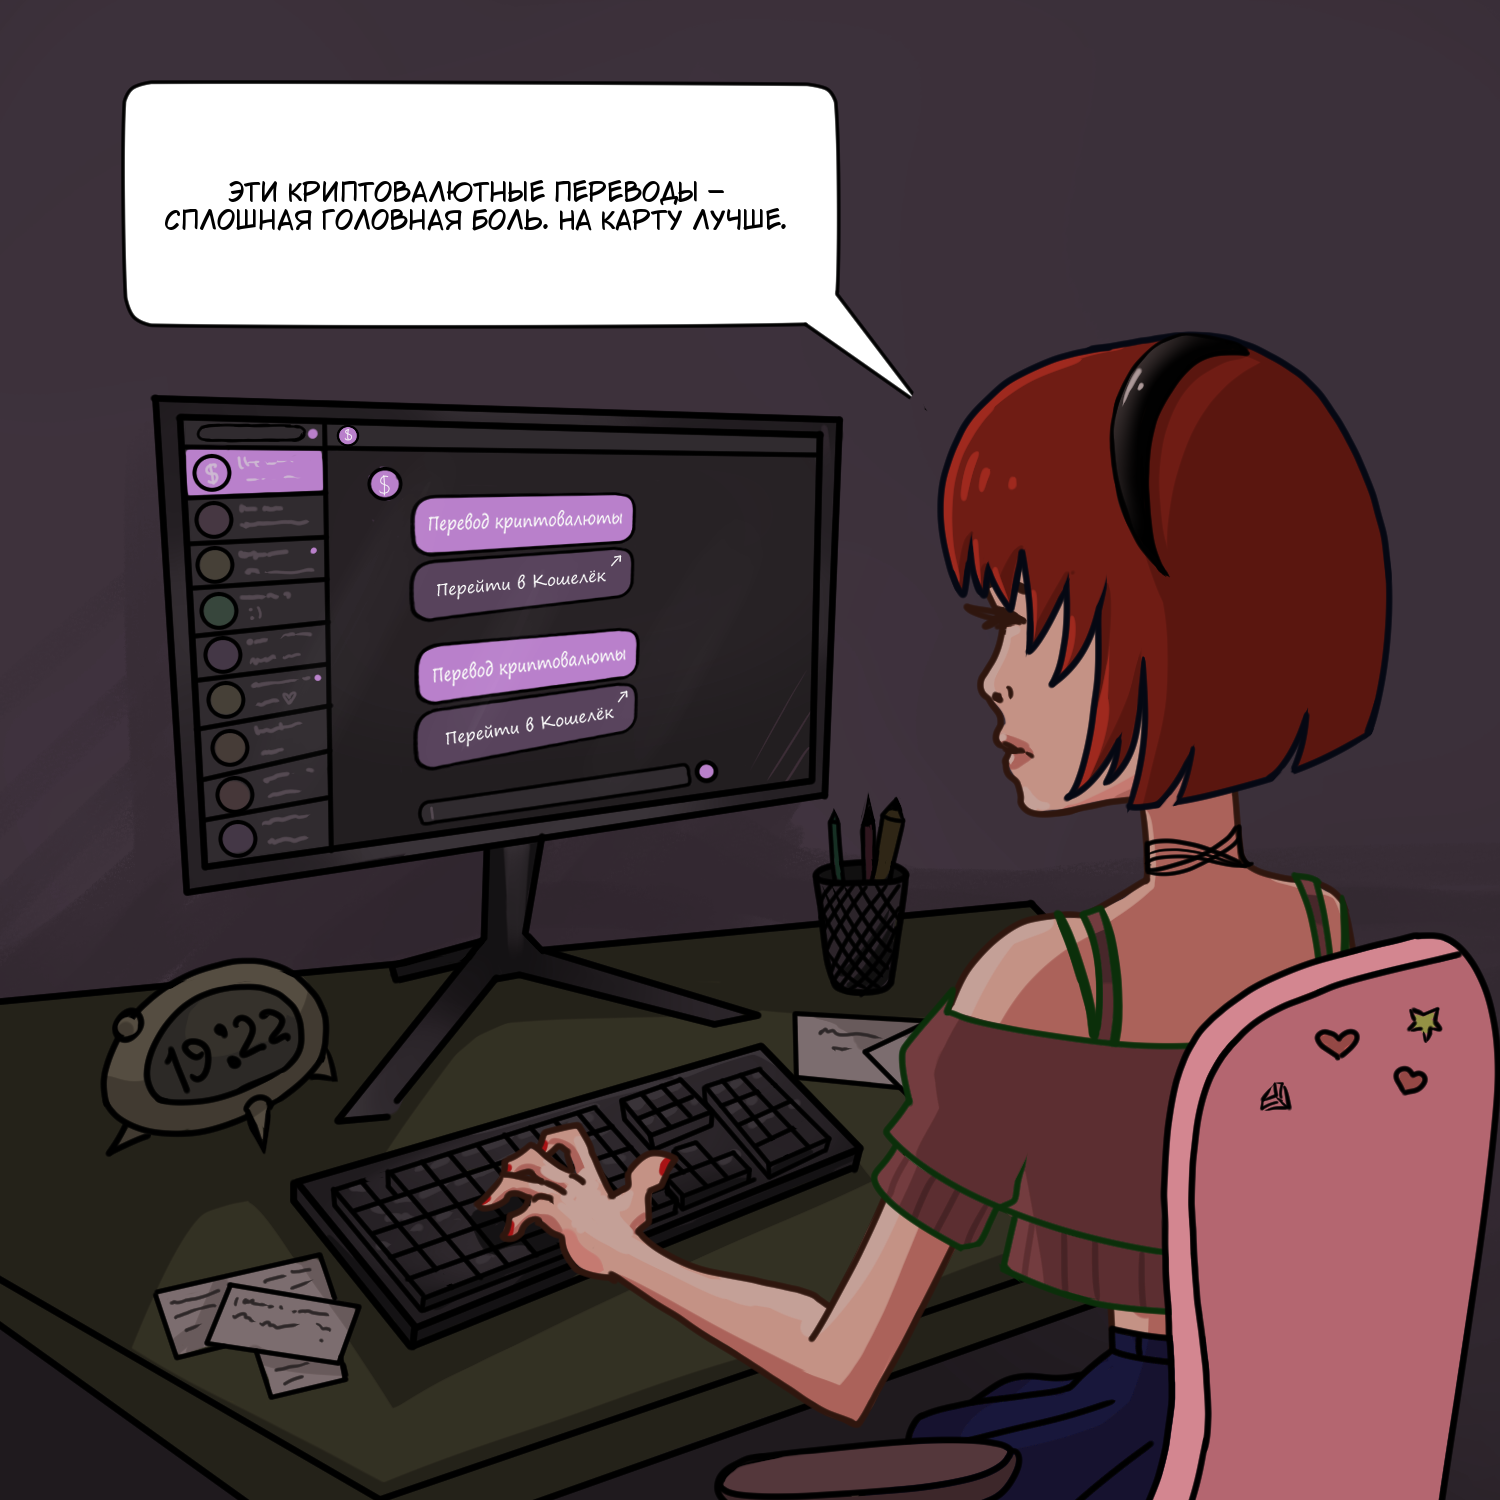 ЭТИ КРИПТОВАЛЮТНЫЕ ПЕРЕВОДЫ –
СПЛОШНАЯ ГОЛОВНАЯ БОЛЬ. НА КАРТУ ЛУЧШЕ.
$
$
$
Перевод криптовалюты
Перейти в Кошелёк
Перевод криптовалюты
Перейти в Кошелёк
:)
19:22